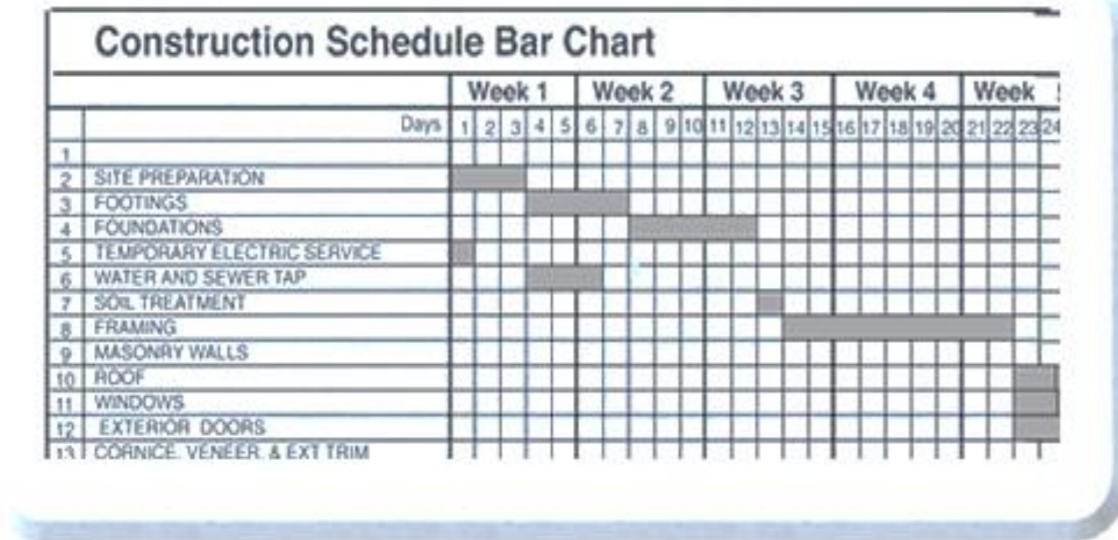 Construction Schedule Bar Chart
Week 1 Week 2 Week 3 Week 4 Week
Days 1 2 3 4 5 6 7 8 9 10 11 12 13 14 15 16 17 18 19 20 21 22 23 24
1
2 SITE PREPARATION
3 FOOTINGS
4 FOUNDATIONS
5 TEMPORARY ELECTRIC SERVICE
6 WATER AND SEWER TAP
7 SOIL TREATMENT
8 FRAMING
9 MASONRY WALLS
10 ROOF
11 WINDOWS
12 EXTERIOR DOORS
13 CORNICE, VENEER, & EXT TRIM